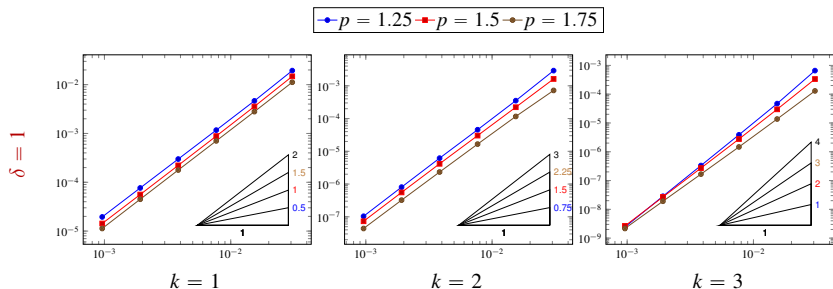 p = 1.25 p = 1.5 p = 1.75
δ = 1
10⁻² 10⁻³ 10⁻⁴ 10⁻⁵
2
1.5
1
0.5
1
10⁻³ 10⁻²
k = 1
10⁻³ 10⁻⁴ 10⁻⁵ 10⁻⁶ 10⁻⁷
3
2.25
1.5
0.75
1
10⁻³ 10⁻²
k = 2
10⁻³ 10⁻⁴ 10⁻⁵ 10⁻⁶ 10⁻⁷ 10⁻⁸ 10⁻⁹
4
3
2
1
1
10⁻³ 10⁻²
k = 3